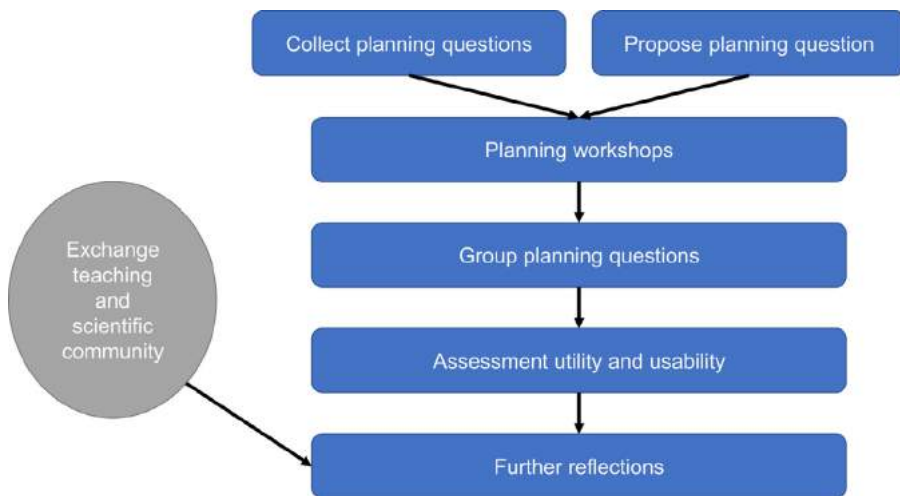 Collect planning questions
Propose planning question
Planning workshops
Group planning questions
Exchange
teaching
and
scientific
community
Assessment utility and usability
Further reflections